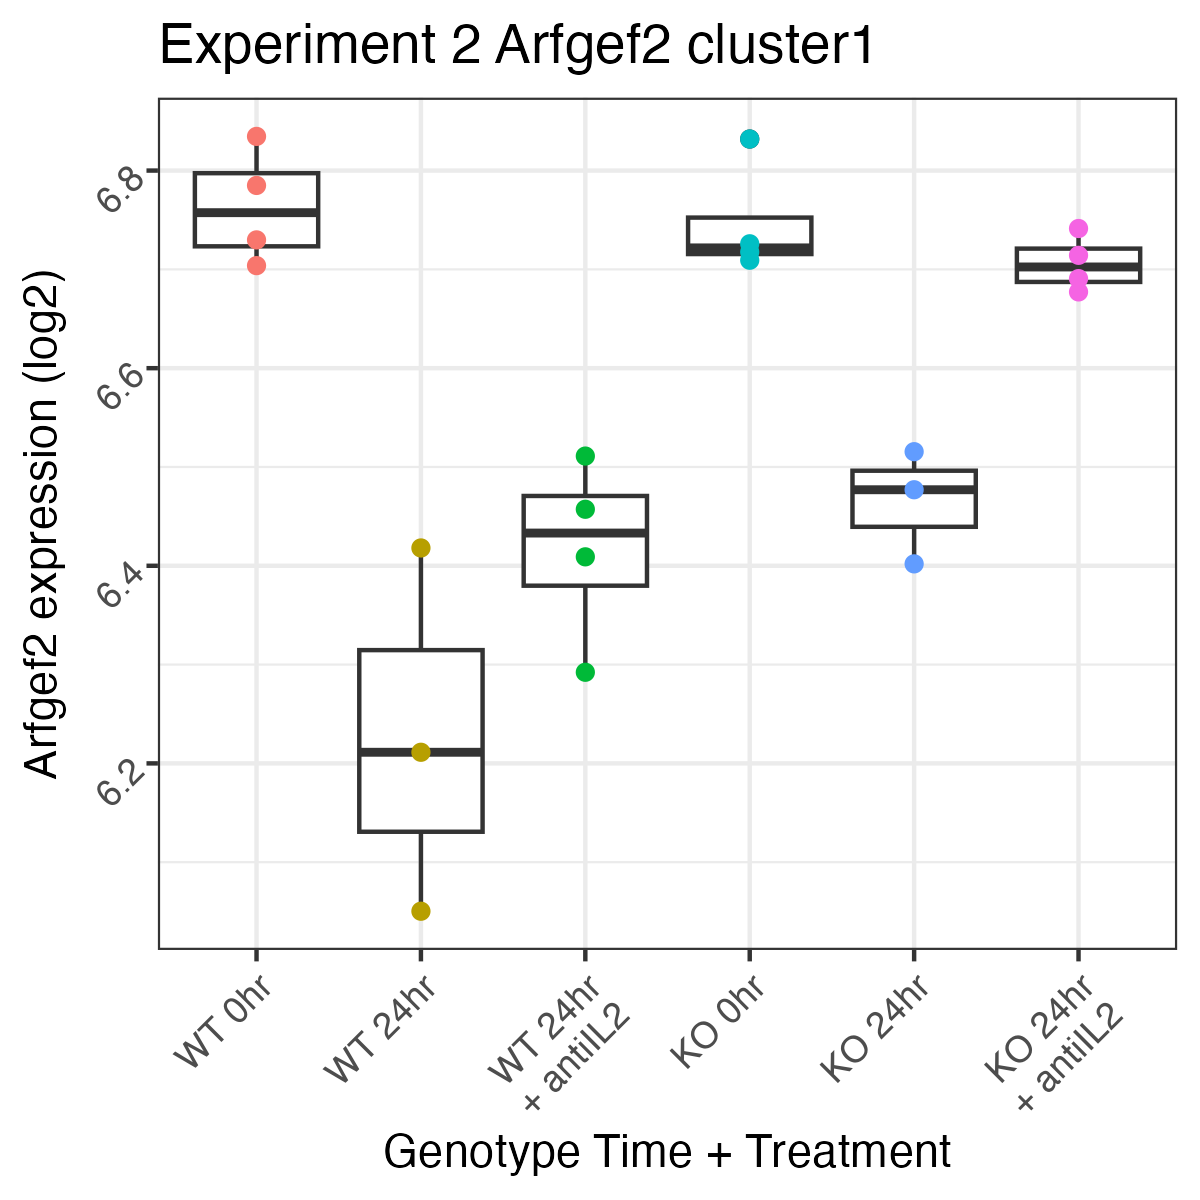 Experiment 2 Arfgef2 cluster1
Arfgef2 expression (log2)
6.8
6.6
6.4
6.2
WT 0hr
WT 24hr
WT 24hr
+ antiIL2
KO 0hr
KO 24hr
KO 24hr
+ antiIL2
Genotype Time + Treatment